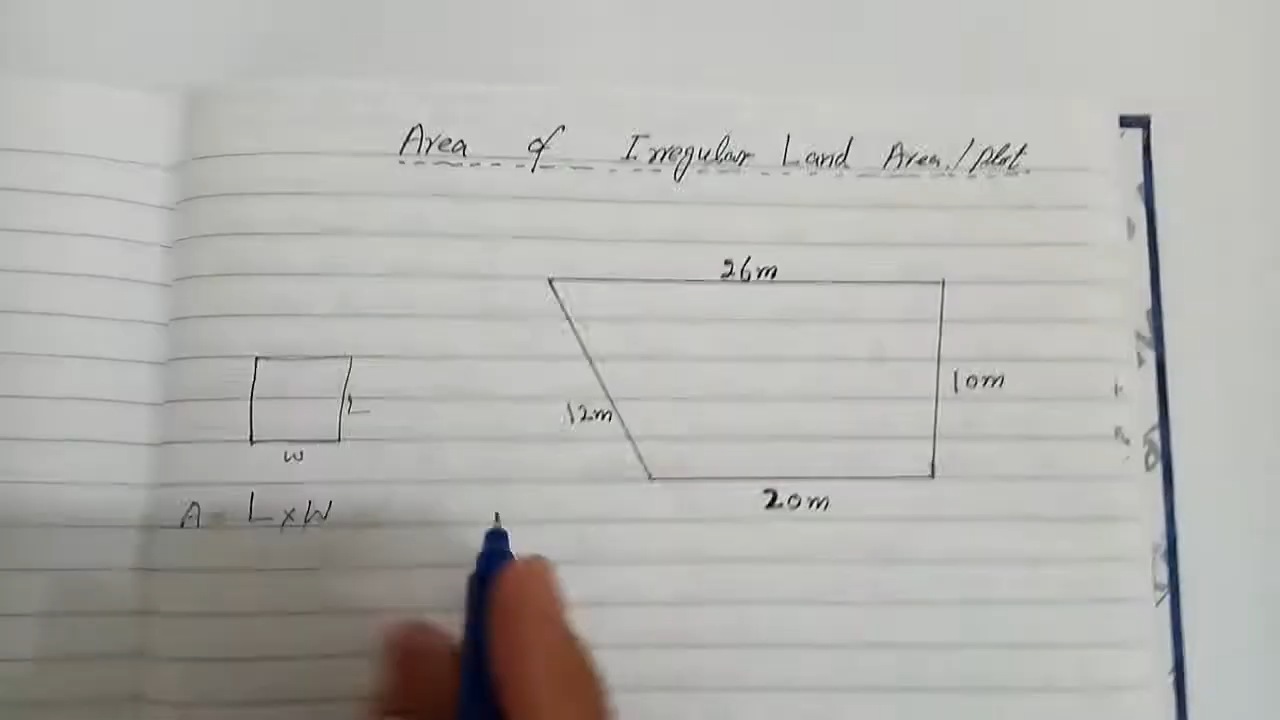 Area of Irregular Land Area/plot
26m
10m
12m
20m
L
W
A = L x W